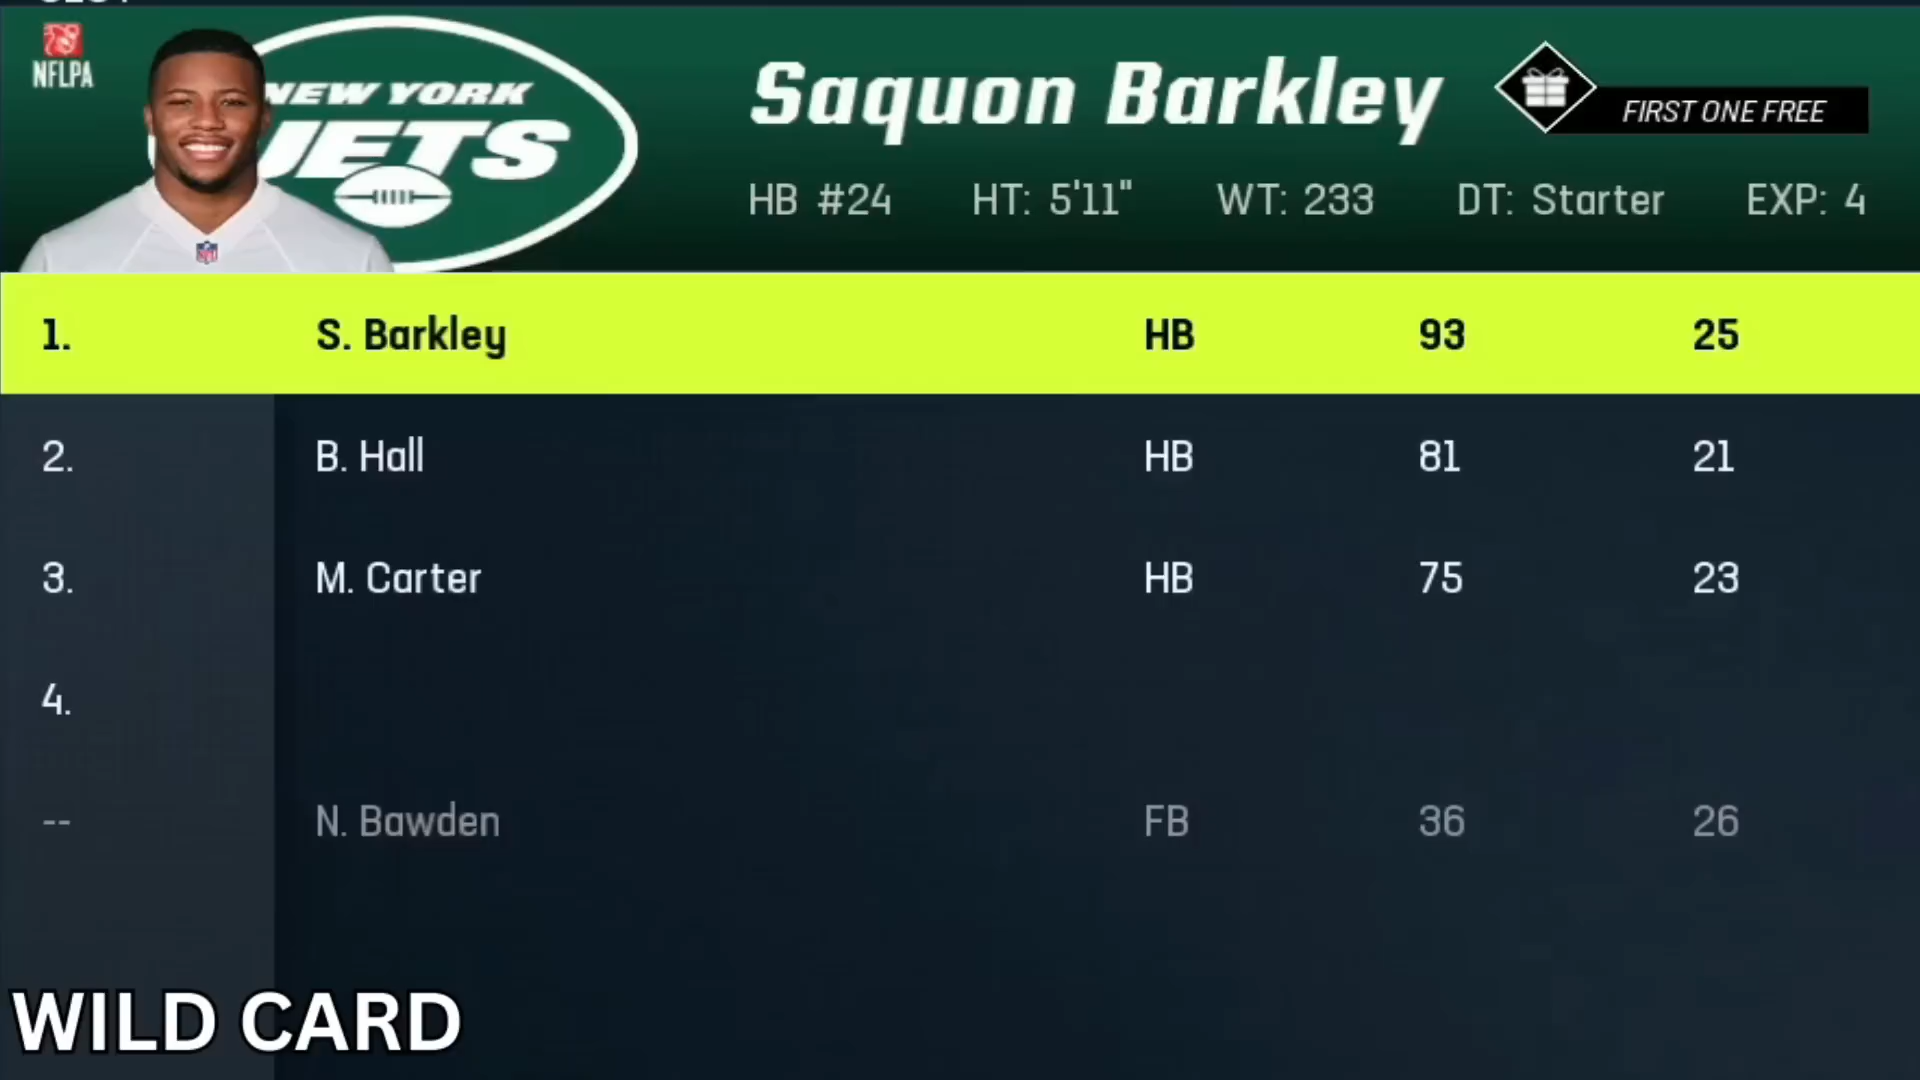 NFLPA
NEW YORK
JETS
Saquon Barkley
FIRST ONE FREE
HB #24 HT: 5'11" WT: 233 DT: Starter EXP: 4
1. S. Barkley HB 93 25
2. B. Hall HB 81 21
3. M. Carter HB 75 23
4.
-- N. Bawden FB 36 26
WILD CARD